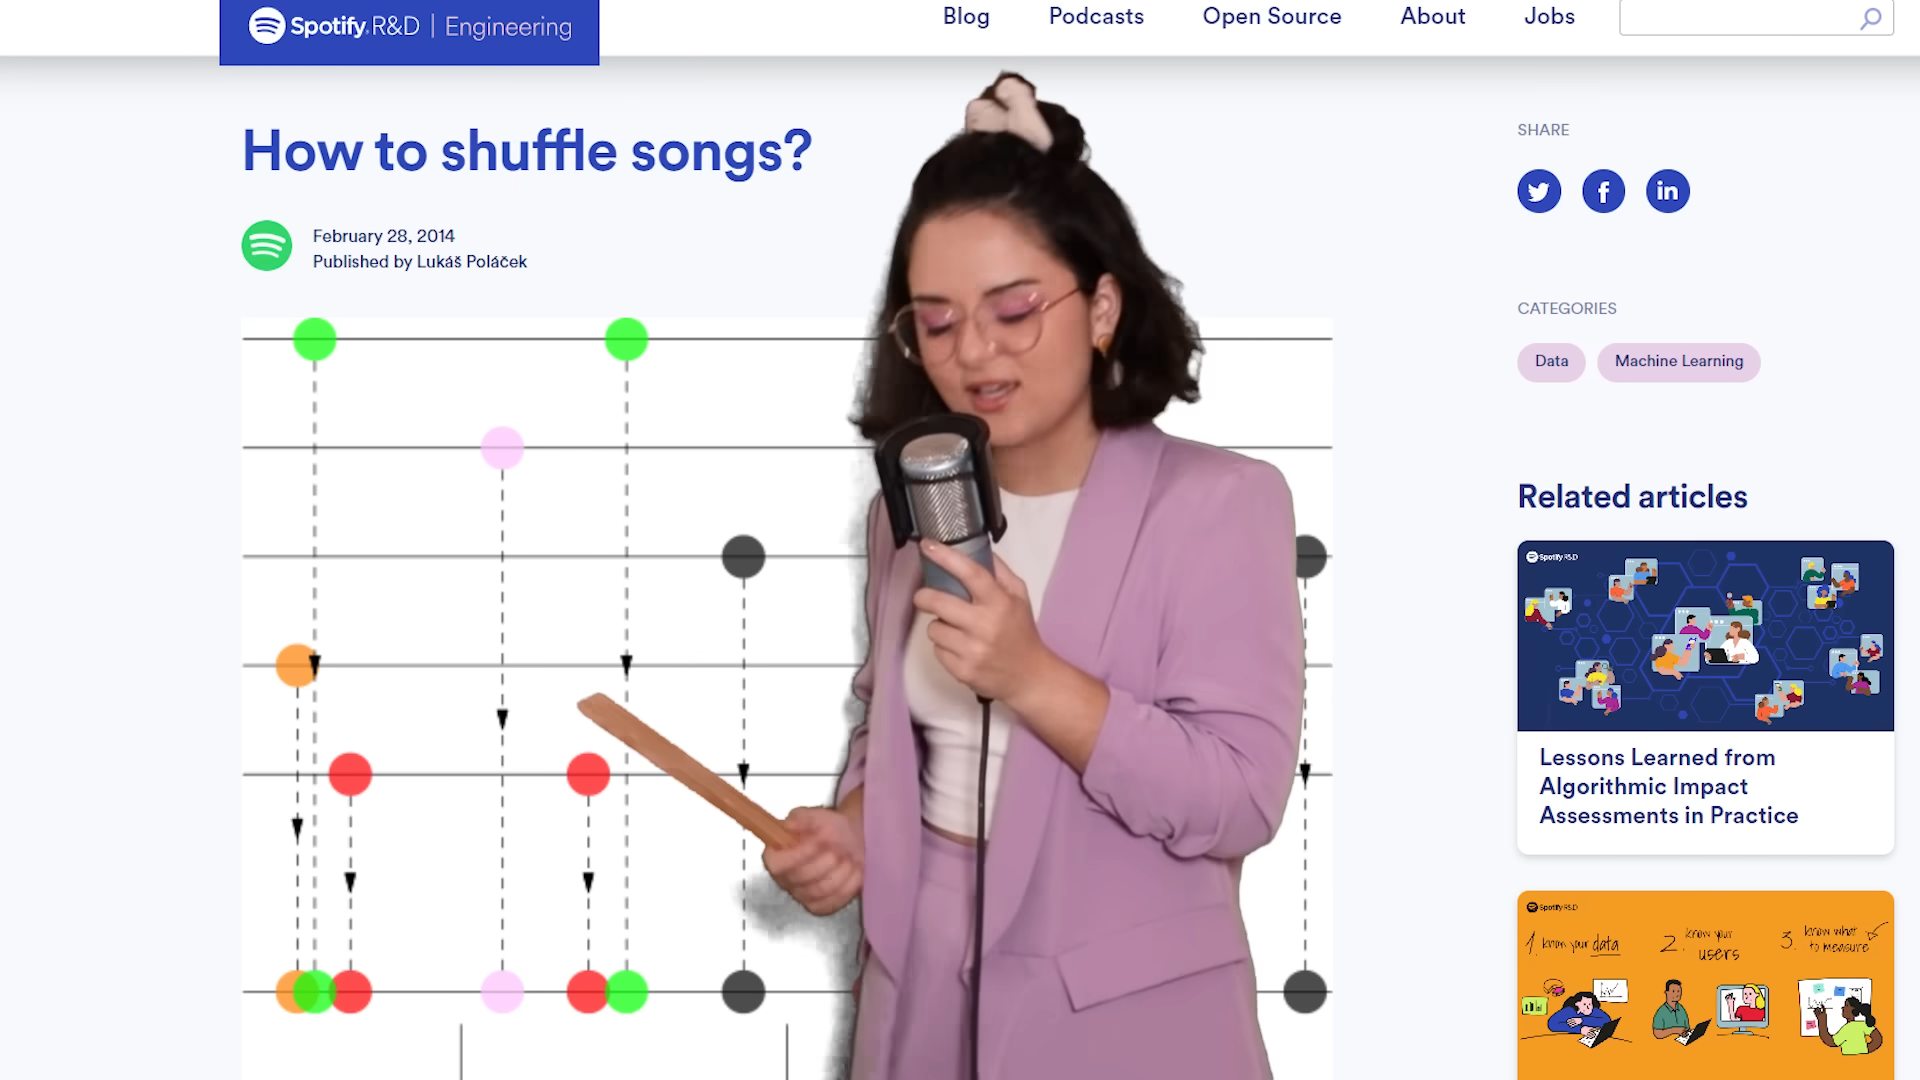 Spotify R&D | Engineering
Blog
Podcasts
Open Source
About
Jobs
How to shuffle songs?
February 28, 2014
Published by Lukáš Poláček
SHARE
CATEGORIES
Data
Machine Learning
Related articles
Spotify R&D
Lessons Learned from
Algorithmic Impact
Assessments in Practice
Spotify R&D
1. know your data
2. know your
users
3. know what
to measure